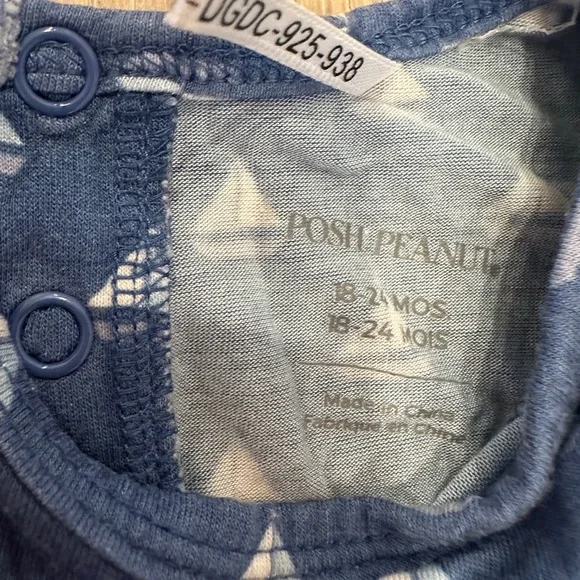 -DGDC-925-938
POSH PEANUT®
18-24 MOS
18-24 MOIS
Made in China
Fabriqué en Chine